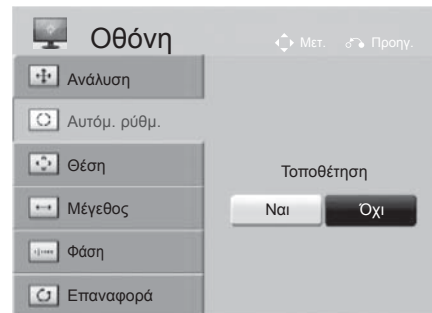 Οθόνη
Μετ. Προηγ.
Ανάλυση
Αυτόμ. ρύθμ.
Θέση
Μέγεθος
Φάση
Επαναφορά
Τοποθέτηση
Ναι Όχι